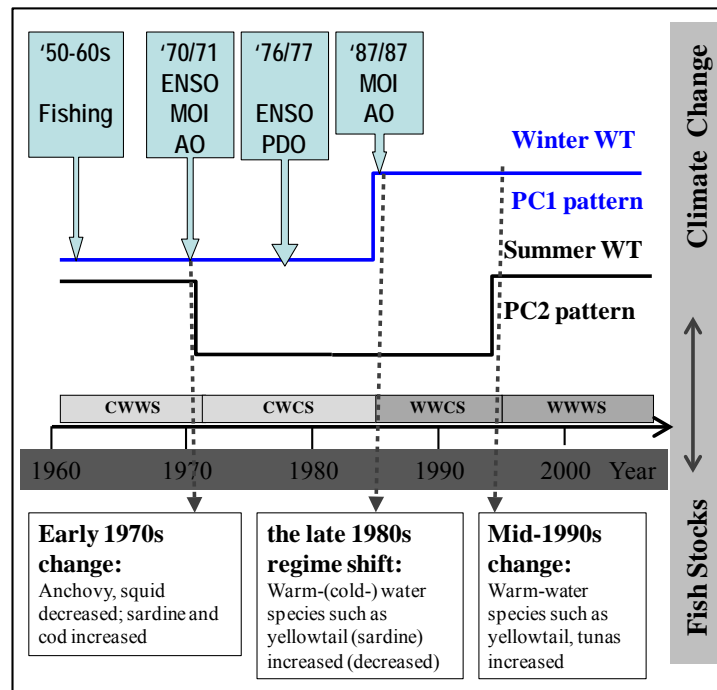 ‘50-60s
Fishing
‘70/71
ENSO
MOI
AO
‘76/77
ENSO
PDO
‘87/87
MOI
AO
Winter WT
PC1 pattern
Summer WT
PC2 pattern
Climate Change
Fish Stocks
CWWS
CWCS
WWCS
WWWS
1960 1970 1980 1990 2000 Year
Early 1970s
change:
Anchovy, squid
decreased; sardine and
cod increased
the late 1980s
regime shift:
Warm-(cold-) water
species such as
yellowtail (sardine)
increased (decreased)
Mid-1990s
change:
Warm-water
species such as
yellowtail, tunas
increased